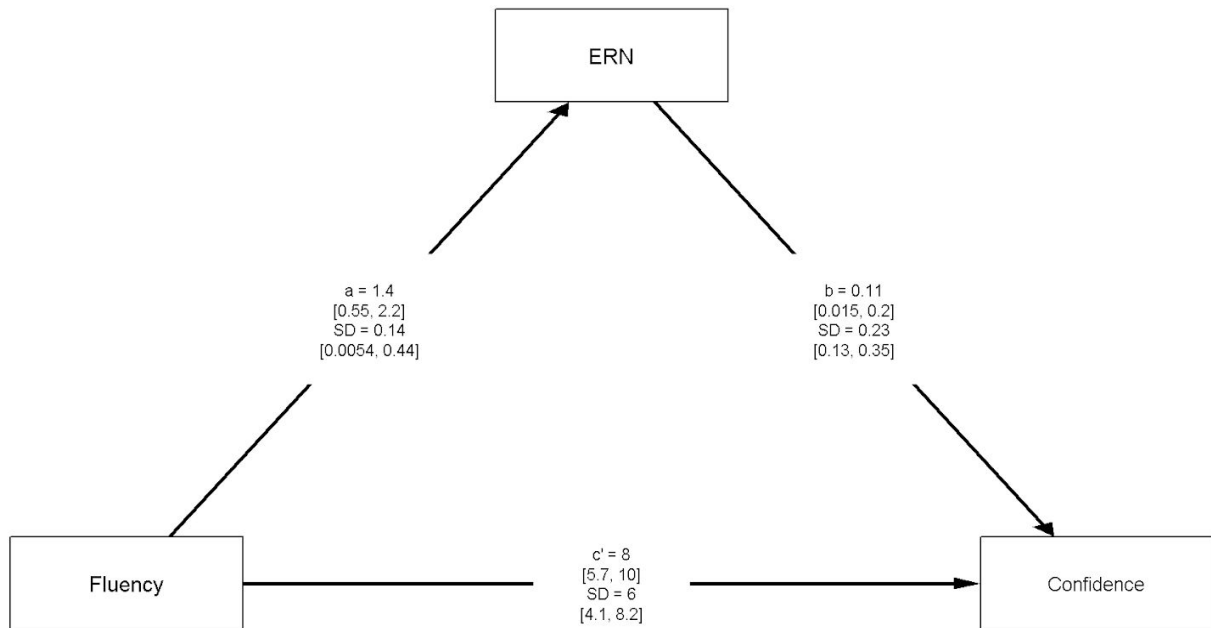 ERN
a = 1.4
[0.55, 2.2]
SD = 0.14
[0.0054, 0.44]
b = 0.11
[0.015, 0.2]
SD = 0.23
[0.13, 0.35]
Fluency
c' = 8
[5.7, 10]
SD = 6
[4.1, 8.2]
Confidence